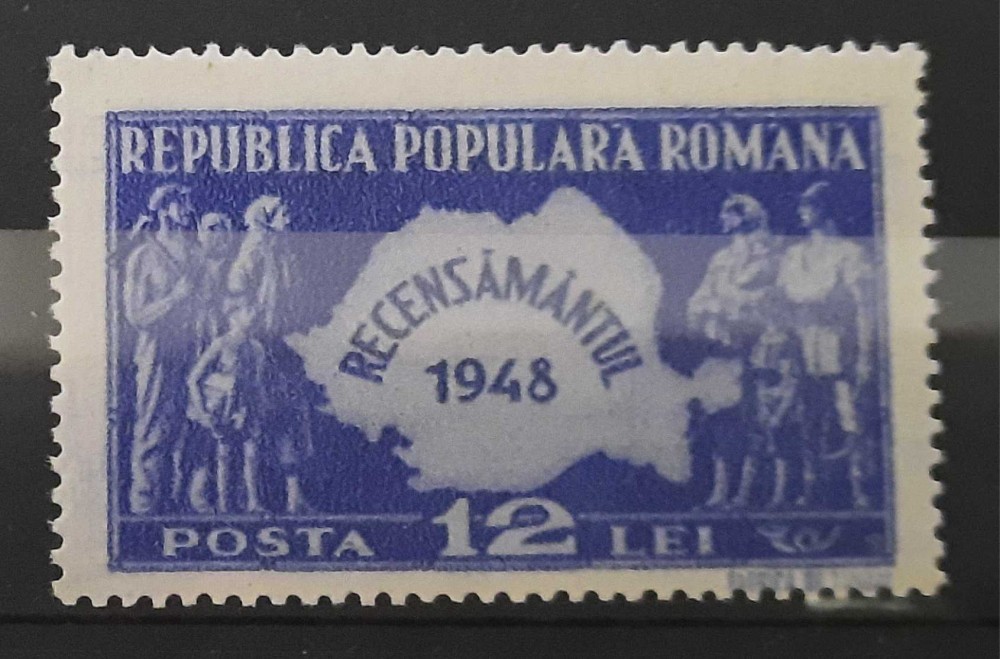 REPUBLICA POPULARA ROMANA
RECENSĂMÂNTUL
1948
POSTA 12 LEI